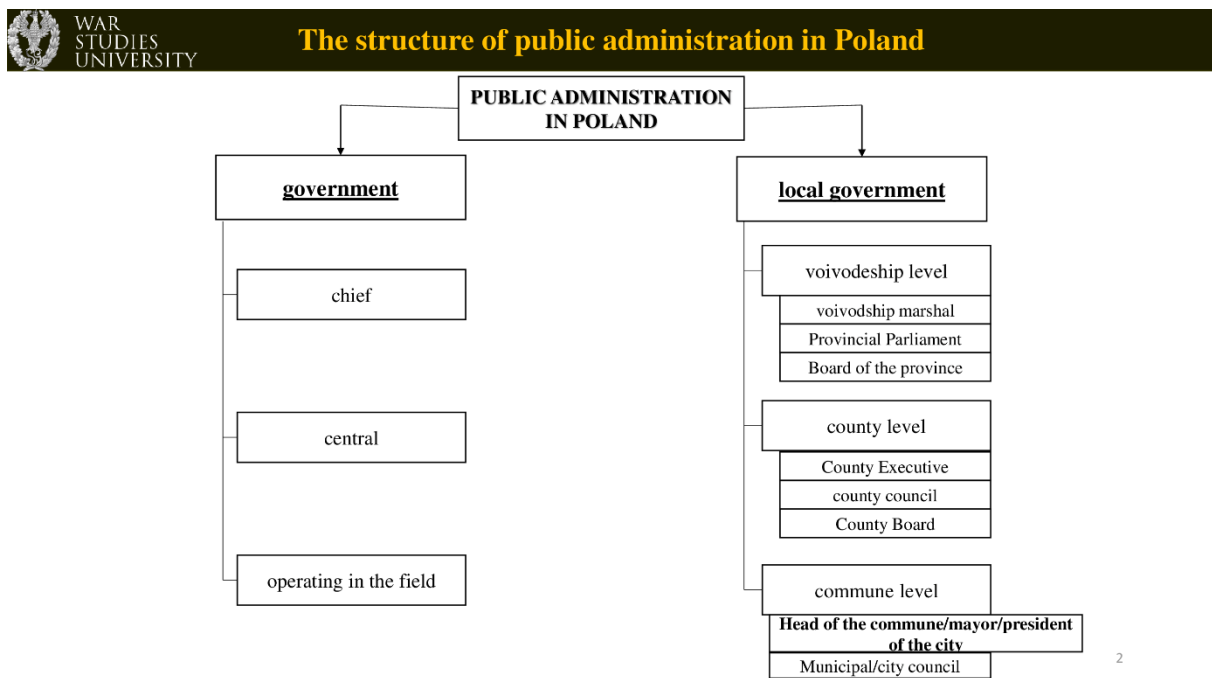 WAR
STUDIES
UNIVERSITY
The structure of public administration in Poland
PUBLIC ADMINISTRATION
IN POLAND
government
chief
central
operating in the field
local government
voivodeship level
voivodship marshal
Provincial Parliament
Board of the province
county level
County Executive
county council
County Board
commune level
Head of the commune/mayor/president
of the city
Municipal/city council
2